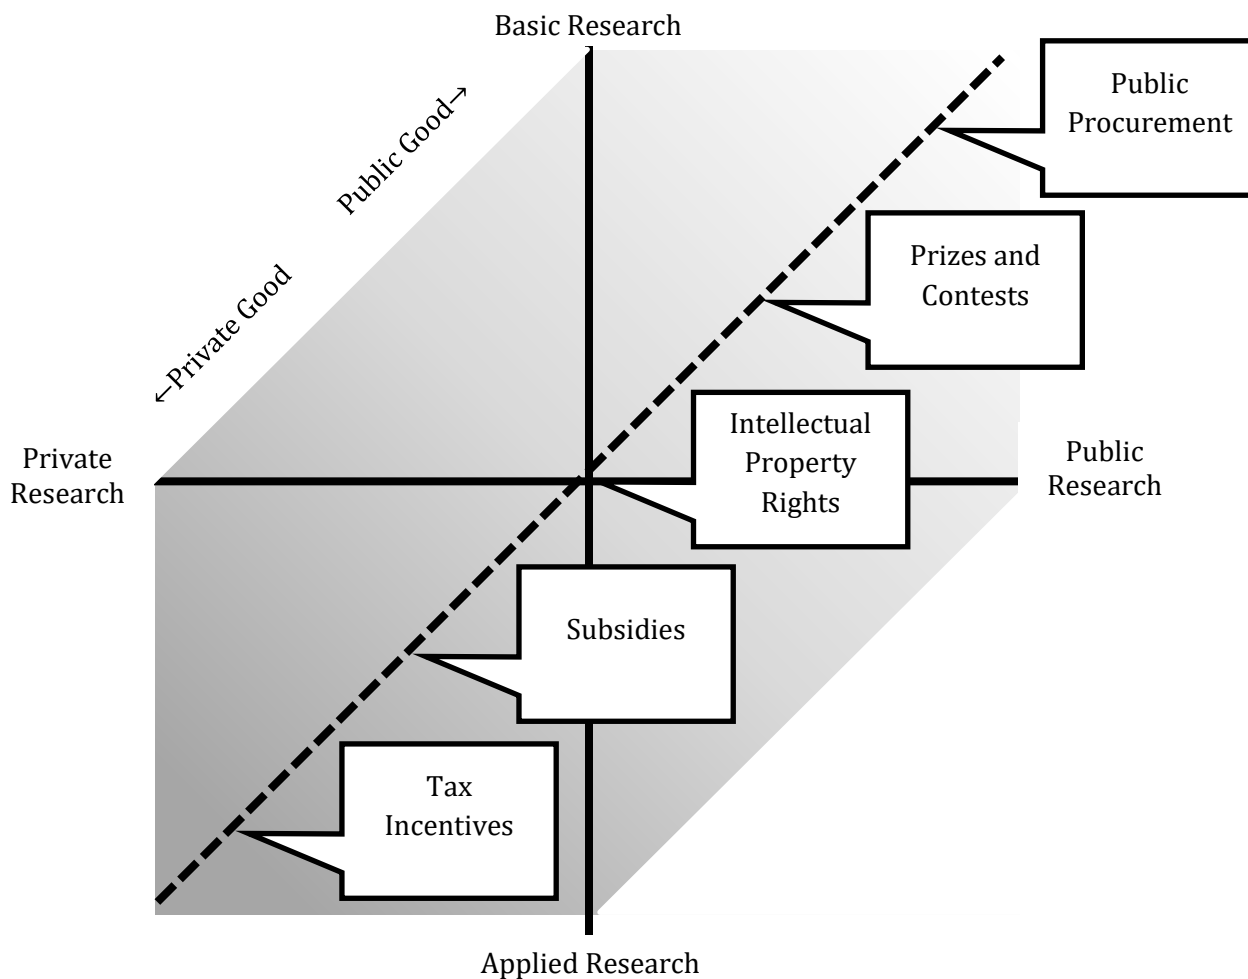 Basic Research
Public
Procurement
Public Good→
Prizes and
Contests
←Private Good
Intellectual
Property
Rights
Private
Research
Public
Research
Subsidies
Tax
Incentives
Applied Research